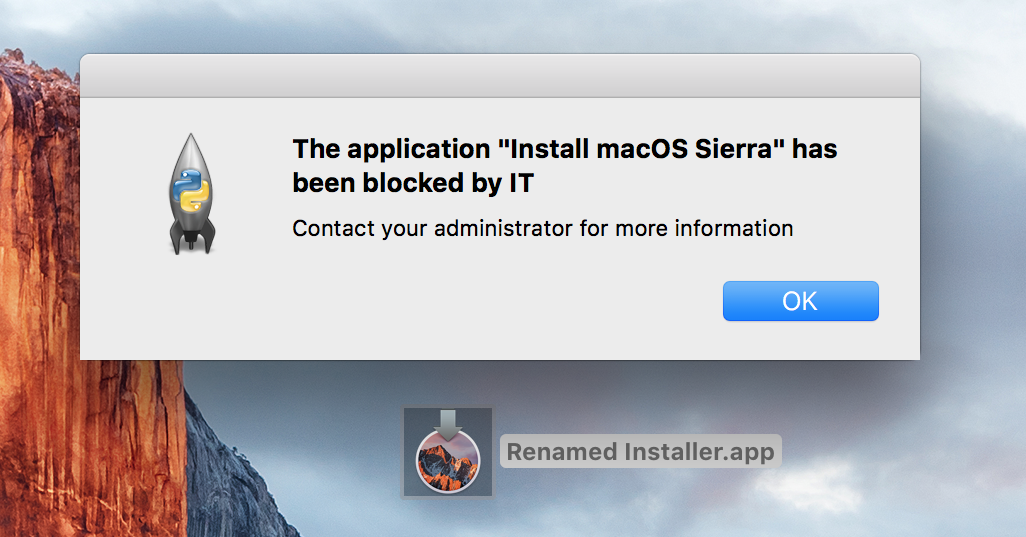 The application "Install macOS Sierra" has
been blocked by IT
Contact your administrator for more information
OK
Renamed Installer.app